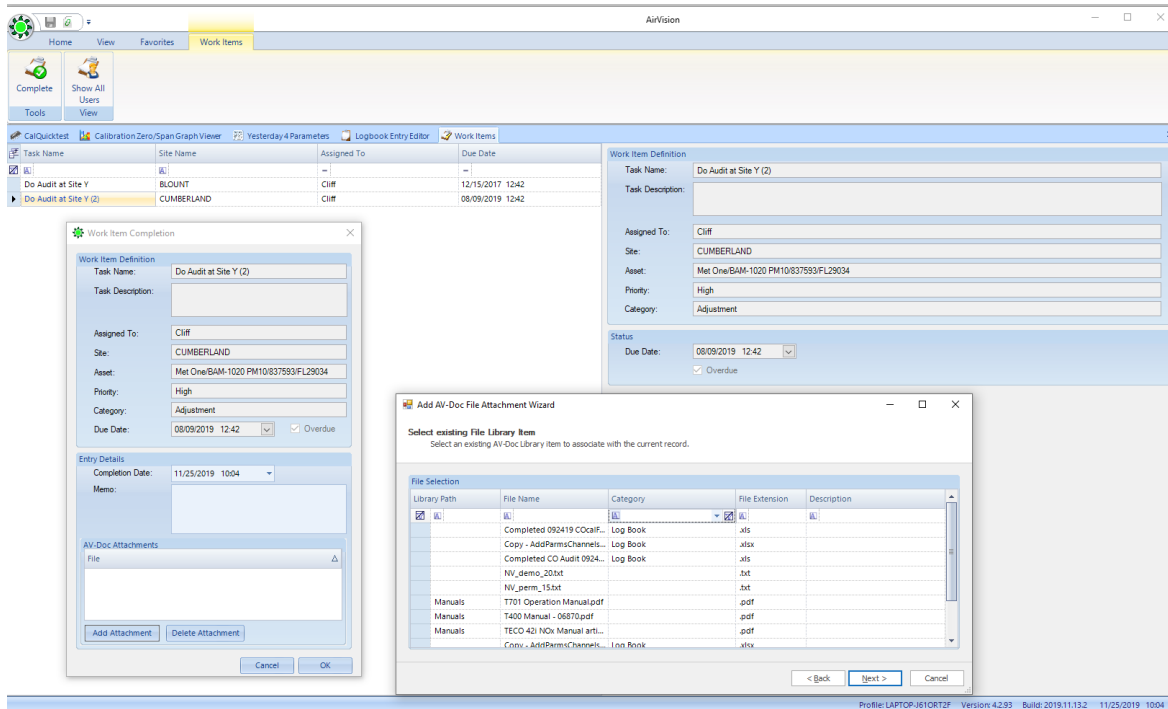 AirVision
Home View Favorites Work Items
Complete Show All Users
Tools View
CalQuicktest Calibration Zero/Span Graph Viewer Yesterday 4 Parameters Logbook Entry Editor Work Items
Task Name Site Name Assigned To Due Date
Do Audit at Site Y BLOUNT Cliff 12/15/2017 12:42
Do Audit at Site Y (2) CUMBERLAND Cliff 08/09/2019 12:42
Work Item Definition
Task Name: Do Audit at Site Y (2)
Task Description:
Assigned To: Cliff
Site: CUMBERLAND
Asset: Met One/BAM-1020 PM10/837593/FL29034
Priority: High
Category: Adjustment
Status
Due Date: 08/09/2019 12:42
Overdue
Work Item Completion
Work Item Definition
Task Name: Do Audit at Site Y (2)
Task Description:
Assigned To: Cliff
Site: CUMBERLAND
Asset: Met One/BAM-1020 PM10/837593/FL29034
Priority: High
Category: Adjustment
Due Date: 08/09/2019 12:42 Overdue
Entry Details
Completion Date: 11/25/2019 10:04
Memo:
AV-Doc Attachments
File
Add Attachment Delete Attachment
Cancel OK
Add AV-Doc File Attachment Wizard
Select existing File Library Item
Select an existing AV-Doc Library item to associate with the current record.
File Selection
Library Path File Name Category File Extension Description
Completed 092419 COcalF... Log Book .xls
Copy - AddParmsChannels... Log Book .xlsx
Completed CO Audit 0924... Log Book .xls
NV_demo_20.txt .txt
NV_perm_15.txt .txt
Manuals T701 Operation Manual.pdf .pdf
Manuals T400 Manual - 06870.pdf .pdf
Manuals TECO 42i NOx Manual arti... .pdf
Copy - AddParmsChannels... Log Book .xlsx
< Back Next > Cancel
Profile: LAPTOP-J61ORT2F Version: 4.2.93 Build: 2019.11.13.2 11/25/2019 10:04